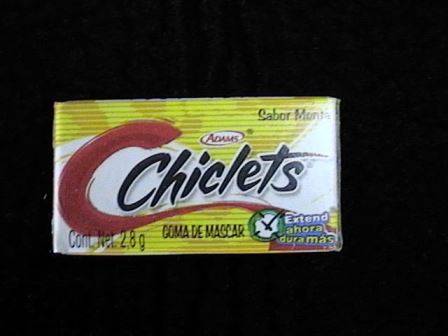 Sabor Menta
ADAMS®
Chiclets®
Cont. Net. 2,8 g
GOMA DE MASCAR
Extend
ahora
dura más